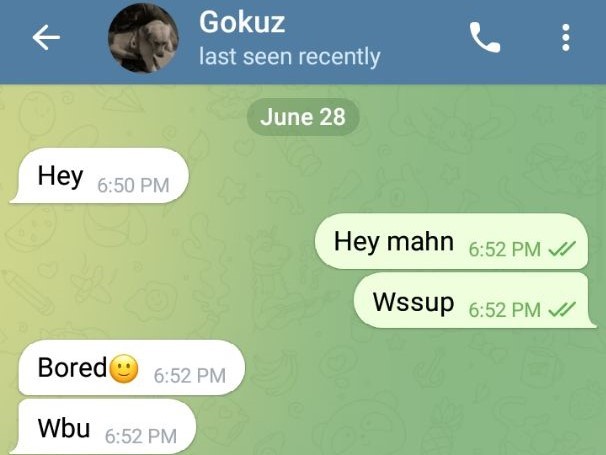 Gokuz
last seen recently
June 28
Hey 6:50 PM
Hey mahn 6:52 PM
Wssup 6:52 PM
Bored🙂 6:52 PM
Wbu 6:52 PM